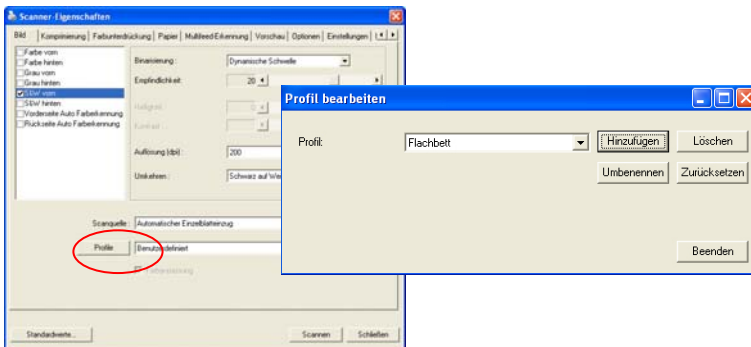 Scanner-Eigenschaften
Bild | Komprimierung | Farbunterdrückung | Papier | Multifeed-Erkennung | Vorschau | Optionen | Einstellungen
Farbe vorn
Farbe hinten
Grau vorn
Grau hinten
S&W vorn
S&W hinten
Vorderseite Auto Farberkennung
Rückseite Auto Farberkennung
Binarisierung: Dynamische Schwelle
Empfindlichkeit: 20
Helligkeit:
Kontrast:
Auflösung (dpi): 200
Umkehren: Schwarz auf
Scanquelle: Automatischer Einzelblatteinzug
Profile Benutzerdefiniert
Standardwerte... Scannen Schließen
Profil bearbeiten
Profil: Flachbett Hinzufügen Löschen
Umbenennen Zurücksetzen
Beenden